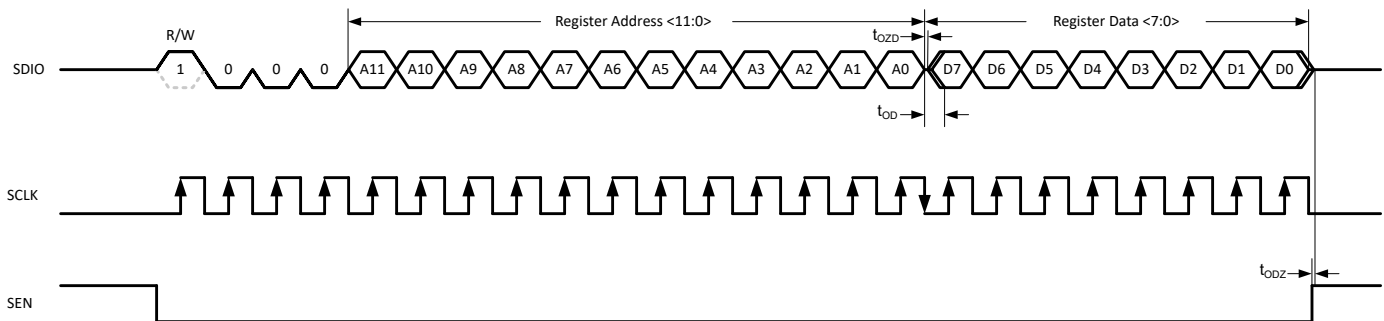 Register Address <11:0> Register Data <7:0>
R/W tOZD
SDIO 1 0 0 0 A11 A10 A9 A8 A7 A6 A5 A4 A3 A2 A1 A0 D7 D6 D5 D4 D3 D2 D1 D0
tOD
SCLK
tODZ
SEN